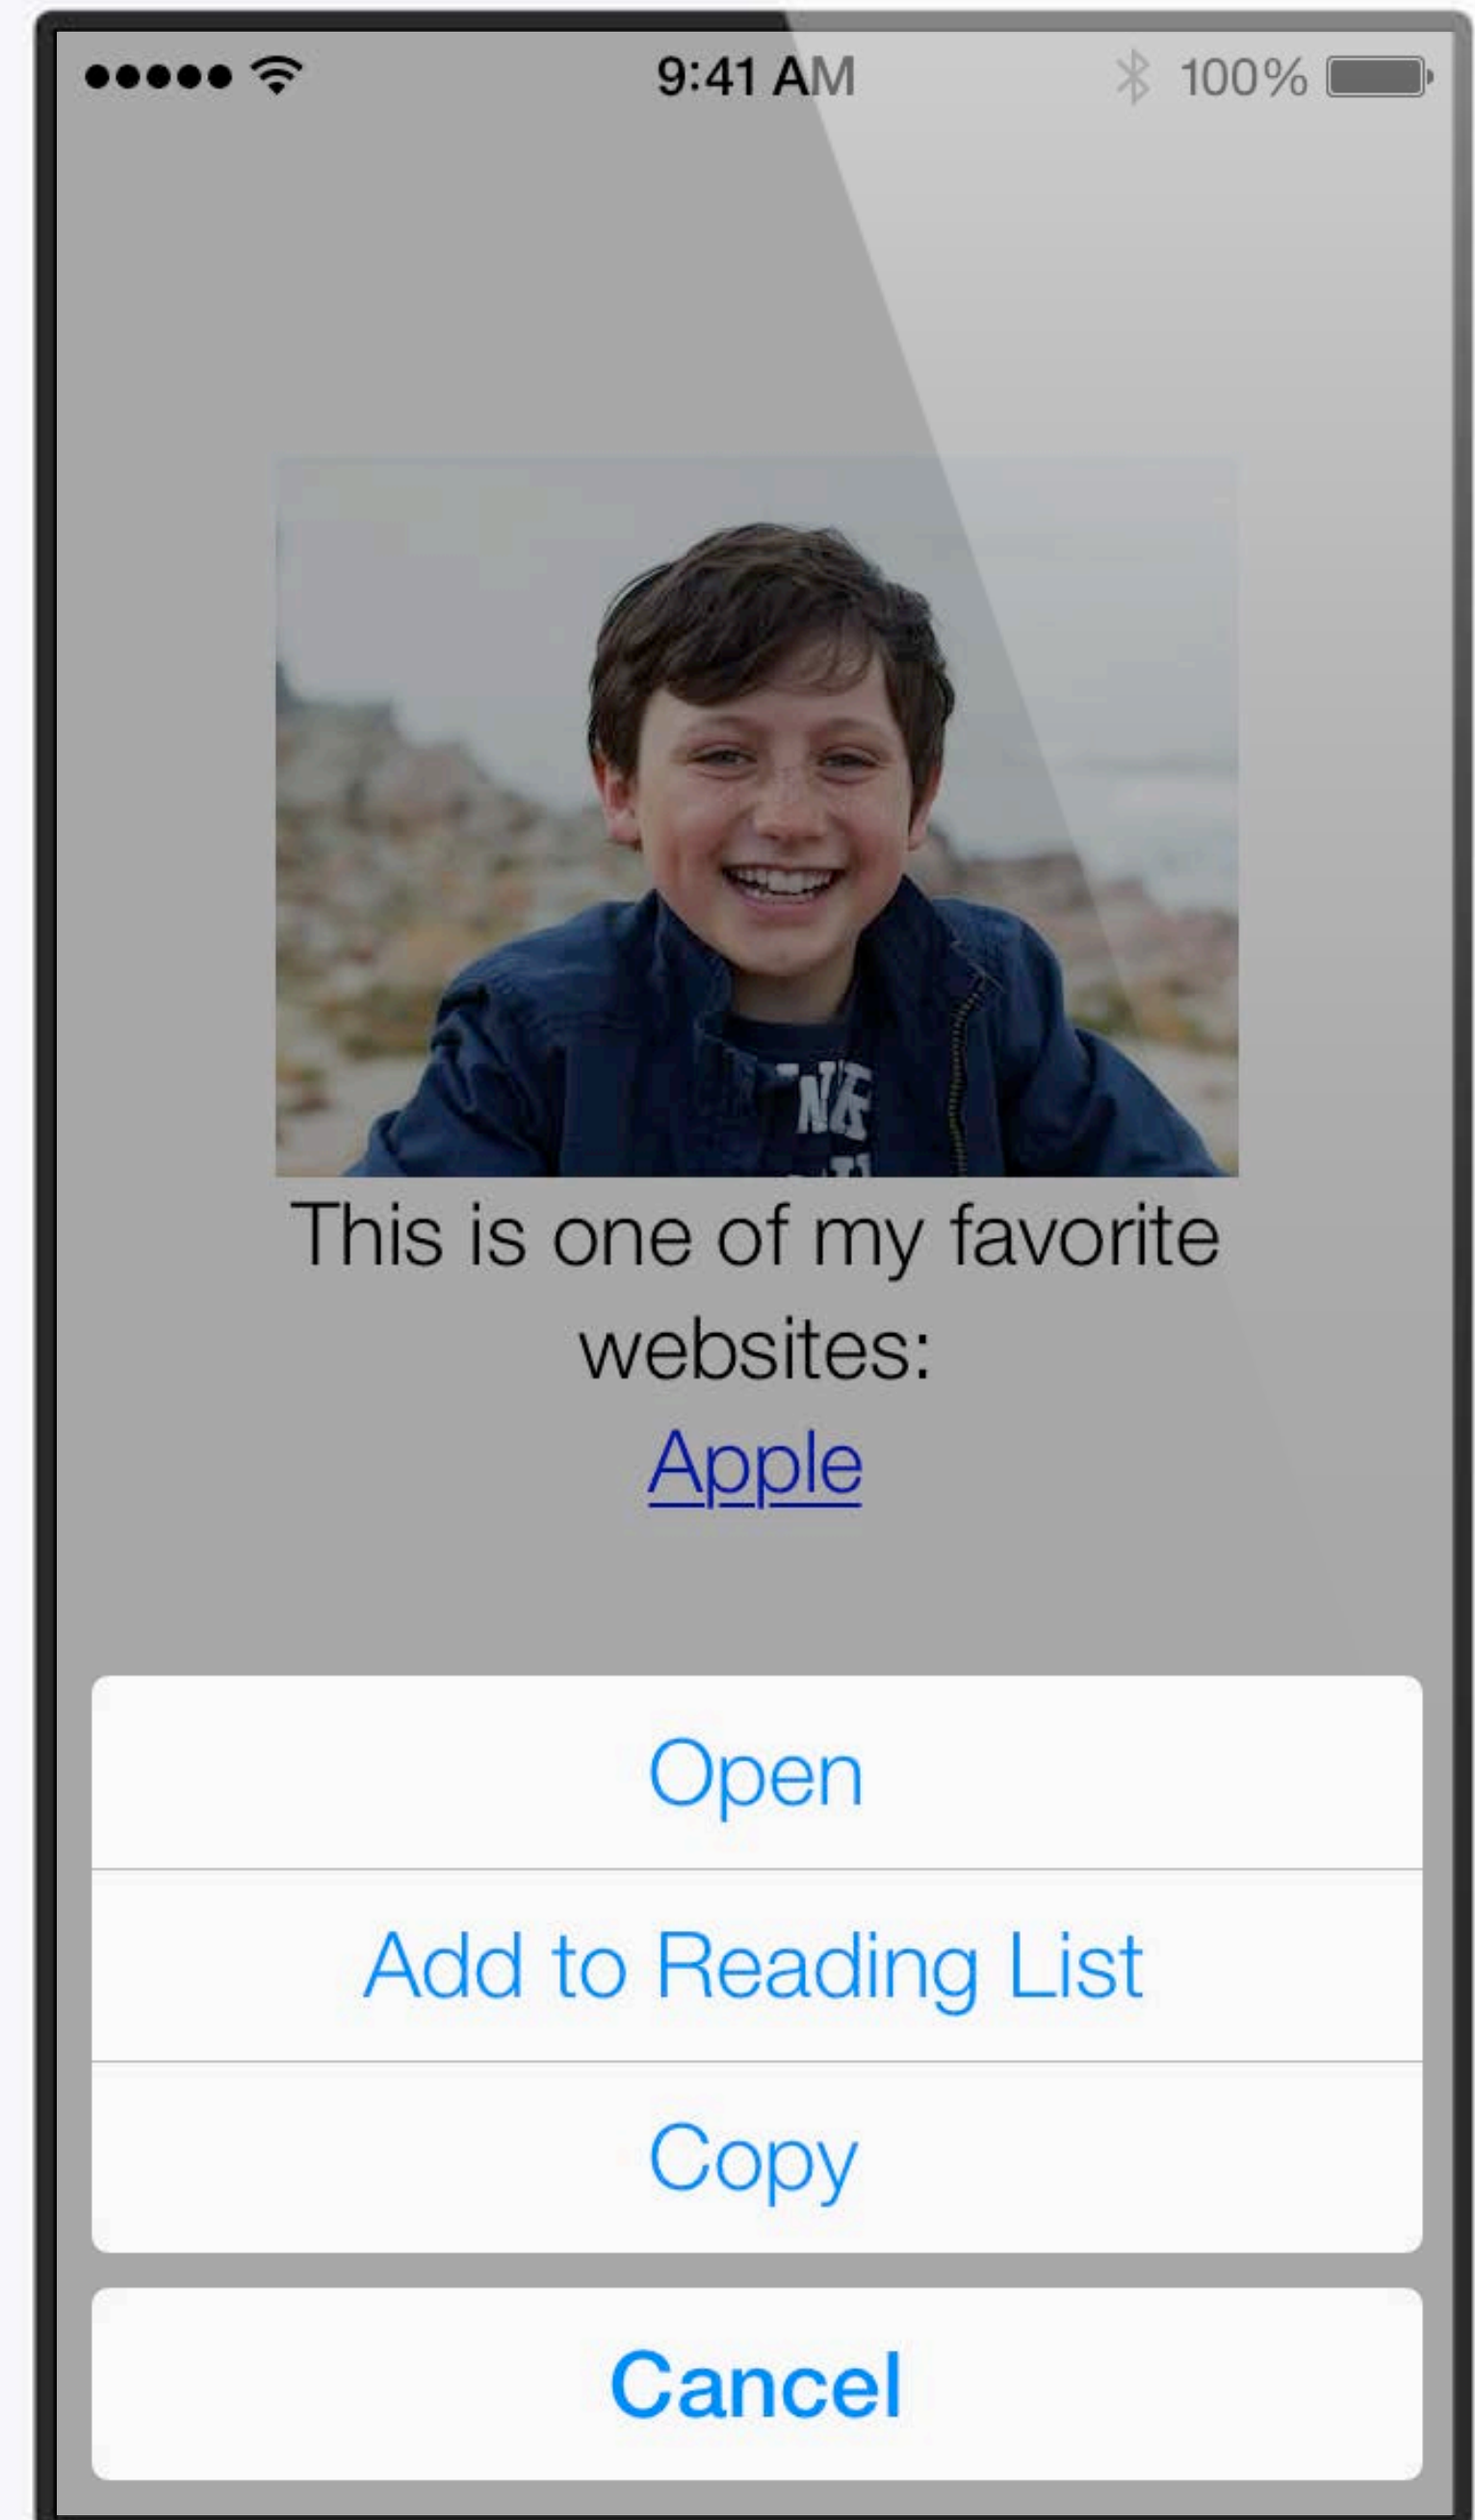 9:41 AM 100%
This is one of my favorite
websites:
Apple
Open
Add to Reading List
Copy
Cancel